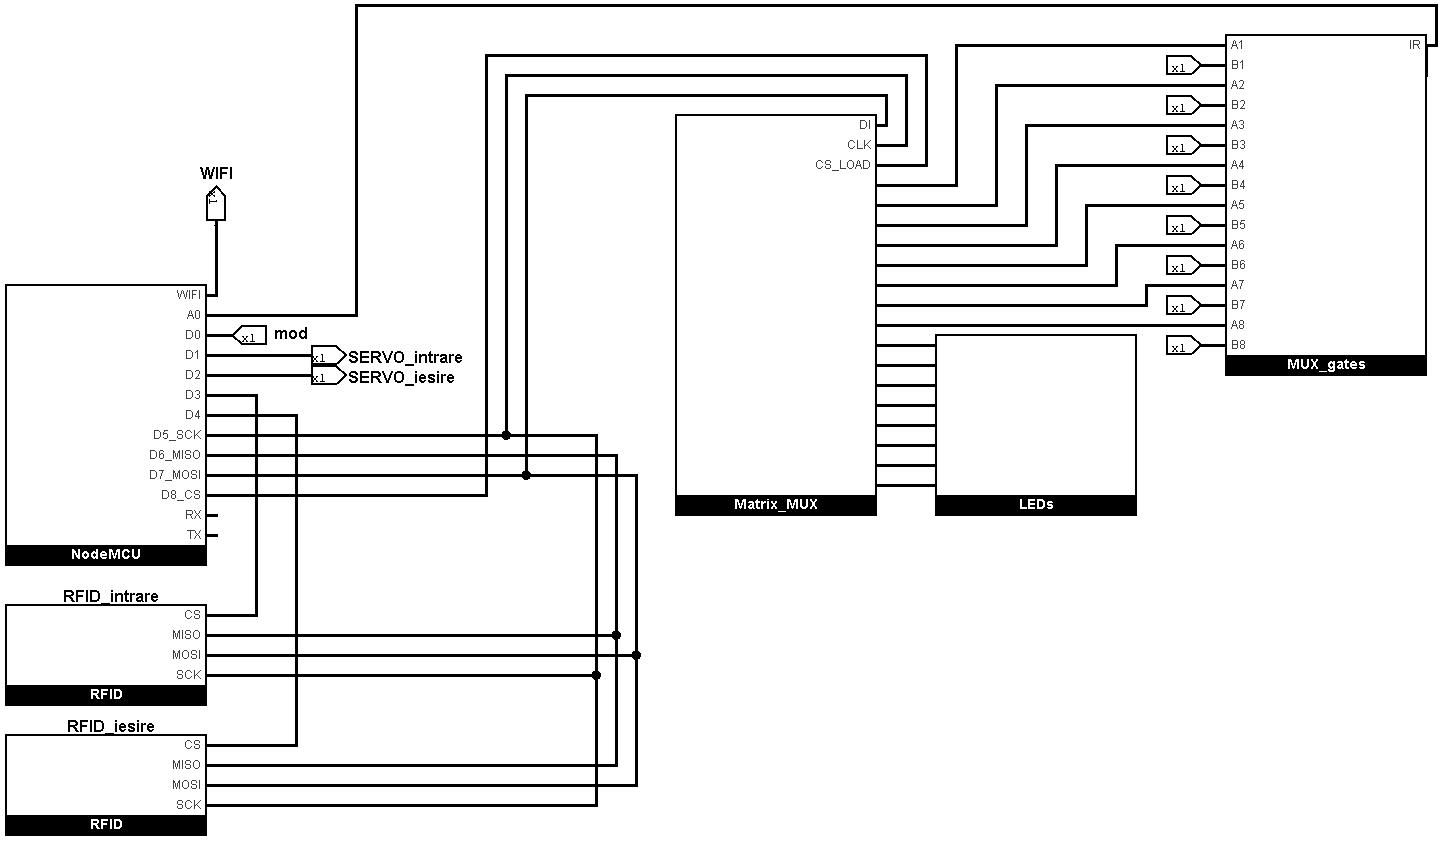 A1 IR
x1 B1
A2
x1 B2
A3
x1 B3
A4
x1 B4
A5
x1 B5
A6
x1 B6
A7
x1 B7
A8
x1 B8
MUX_gates
DI
CLK
CS_LOAD
Matrix_MUX
LEDs
WIFI
x1
WIFI
A0
D0 x1 mod
D1 x1 SERVO_intrare
D2 x1 SERVO_iesire
D3
D4
D5_SCK
D6_MISO
D7_MOSI
D8_CS
RX
TX
NodeMCU
RFID_intrare
CS
MISO
MOSI
SCK
RFID
RFID_iesire
CS
MISO
MOSI
SCK
RFID